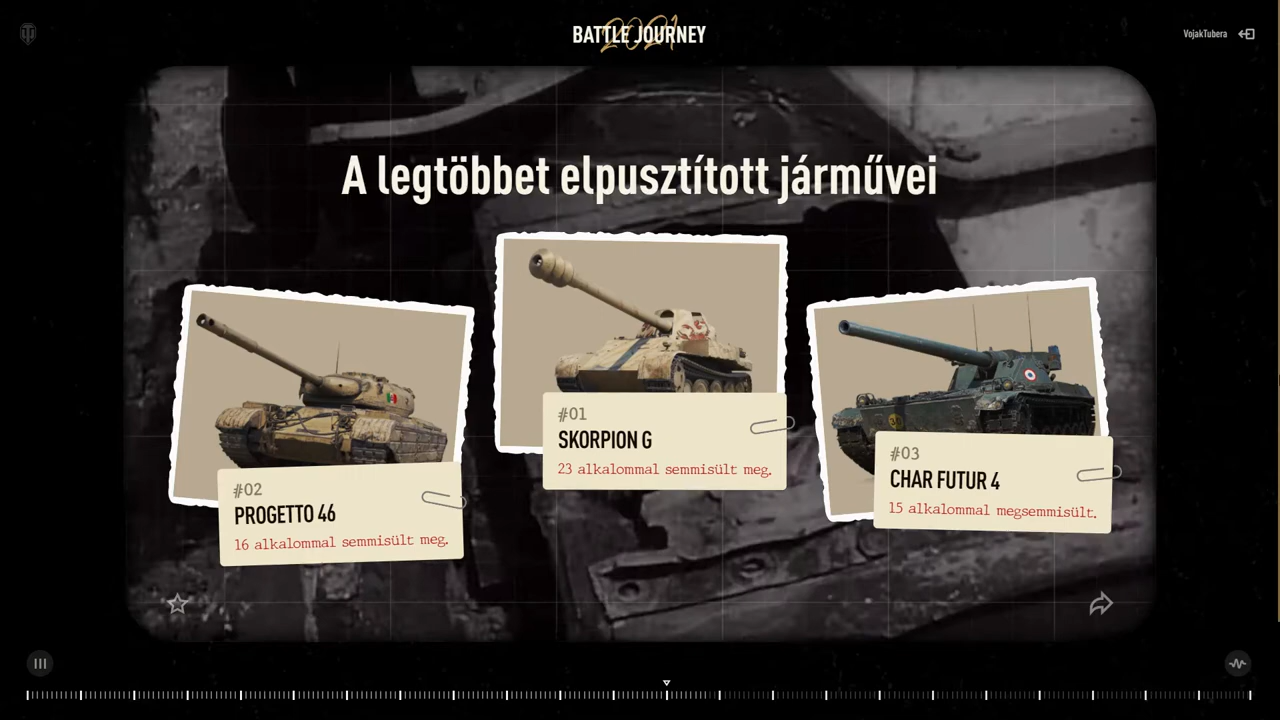 2021
BATTLE JOURNEY
VojakTubera
A legtöbbet elpusztított járművei
#01
SKORPION G
23 alkalommal semmisült meg.
#02
PROGETTO 46
16 alkalommal semmisült meg.
#03
CHAR FUTUR 4
15 alkalommal megsemmisült.